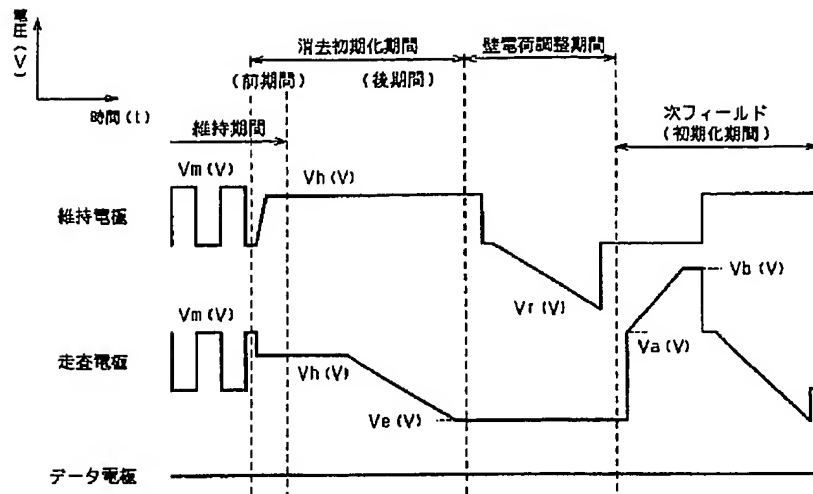 電圧(V)
時間(t)
消去初期化期間
壁電荷調整期間
(前期間)
(後期間)
維持期間
次フィールド
(初期化期間)
Vm(V)
Vh(V)
維持電極
Vr(V)
Vb(V)
Vm(V)
Va(V)
走査電極
Vh(V)
Ve(V)
データ電極